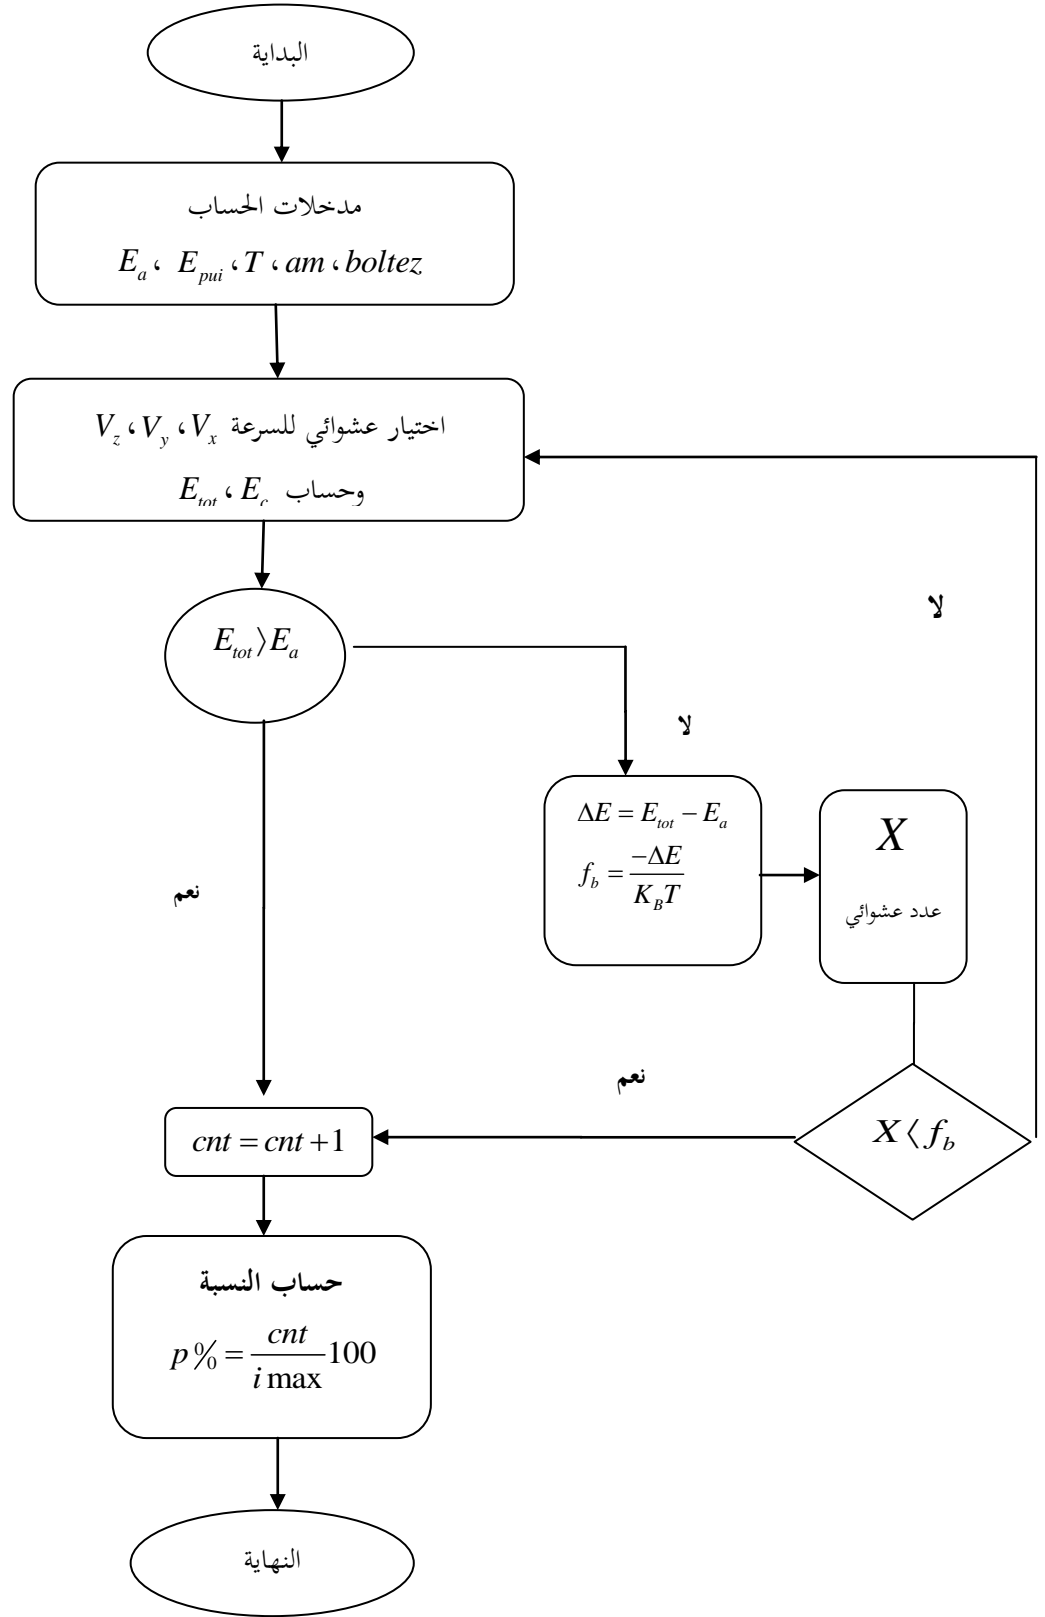 البداية
مدخلات الحساب
E_a ، E_pui ، T ، am ، boltez
اختيار عشوائي للسرعة V_x ، V_y ، V_z
وحساب E_c ، E_tot
لا
E_tot⟩E_a
لا
ΔE = E_tot − E_a
f_b = −ΔE / K_B T
X
عدد عشوائي
نعم
نعم
cnt = cnt +1
X⟨f_b
حساب النسبة
p% = cnt / i max 100
النهاية